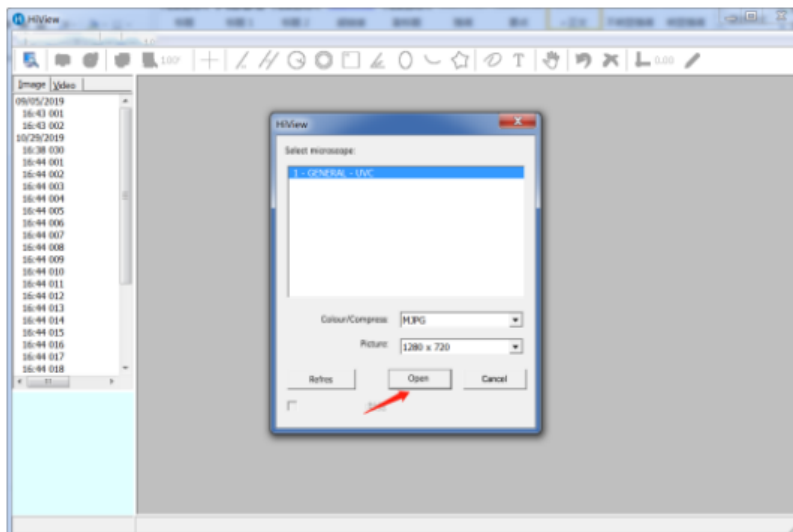 HiView
1.0
100%
T
0.00
Image Video
09/05/2019
16:43 001
16:43 002
10/29/2019
16:38 030
16:44 001
16:44 002
16:44 003
16:44 004
16:44 005
16:44 006
16:44 007
16:44 008
16:44 009
16:44 010
16:44 011
16:44 012
16:44 013
16:44 014
16:44 015
16:44 016
16:44 017
16:44 018
HiView
Select microscope:
1 - GENERAL - UVC
Colour/Compress: MJPG
Picture: 1280 x 720
Refres Open Cancel